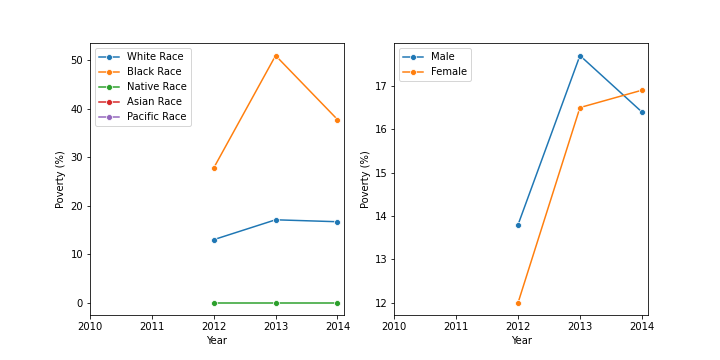 White Race
Black Race
Native Race
Asian Race
Pacific Race
50
40
30
20
10
0
Poverty (%)
2010 2011 2012 2013 2014
Year
Male
Female
17
16
15
14
13
12
Poverty (%)
2010 2011 2012 2013 2014
Year